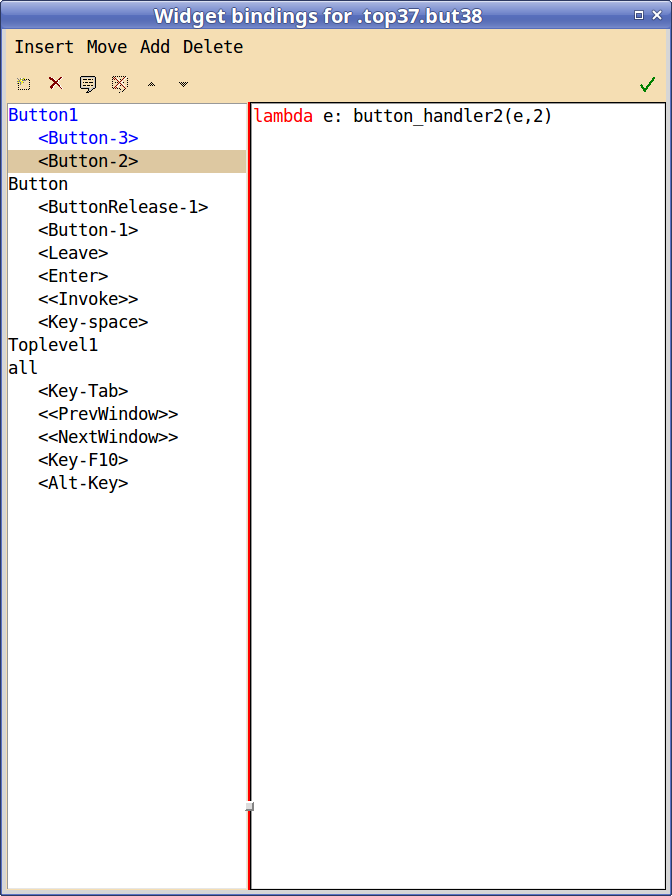 Widget bindings for .top37.but38
Insert Move Add Delete
Button1
<Button-3>
<Button-2>
Button
<ButtonRelease-1>
<Button-1>
<Leave>
<Enter>
<<Invoke>>
<Key-space>
Toplevel1
all
<Key-Tab>
<<PrevWindow>>
<<NextWindow>>
<Key-F10>
<Alt-Key>
lambda e: button_handler2(e,2)